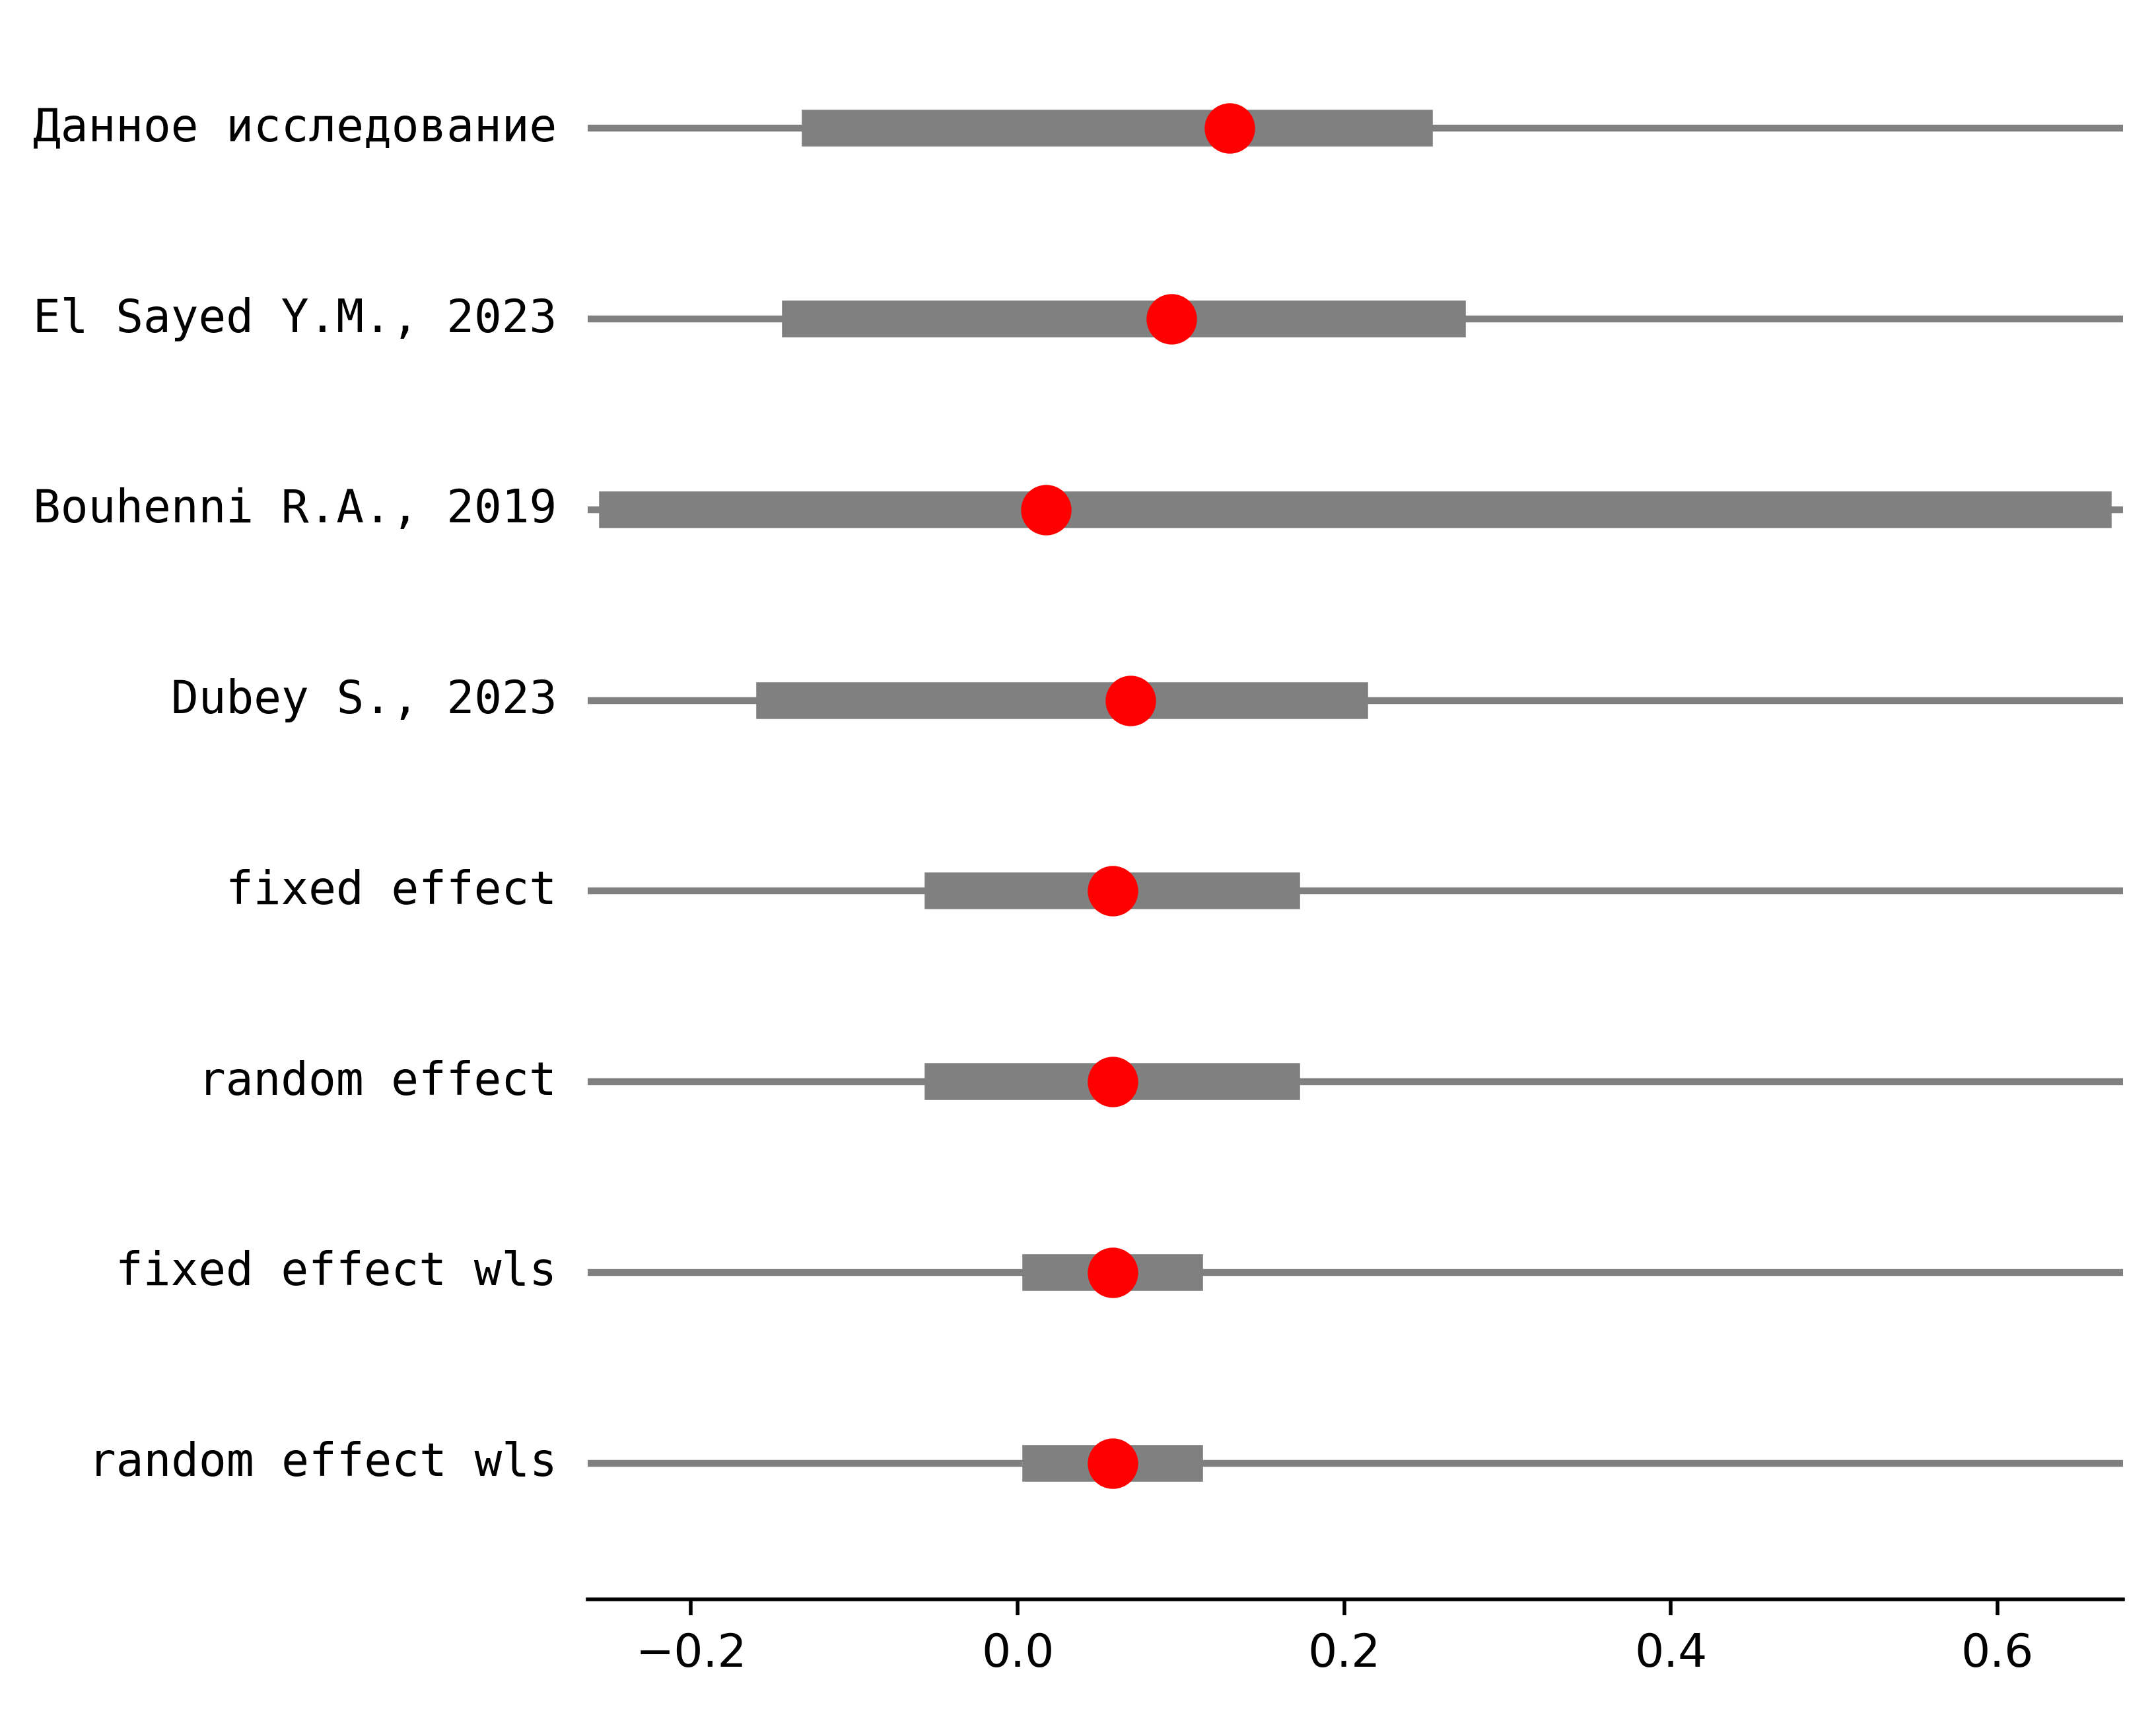 Данное исследование
El Sayed Y.M., 2023
Bouhenni R.A., 2019
Dubey S., 2023
fixed effect
random effect
fixed effect wls
random effect wls
−0.2 0.0 0.2 0.4 0.6